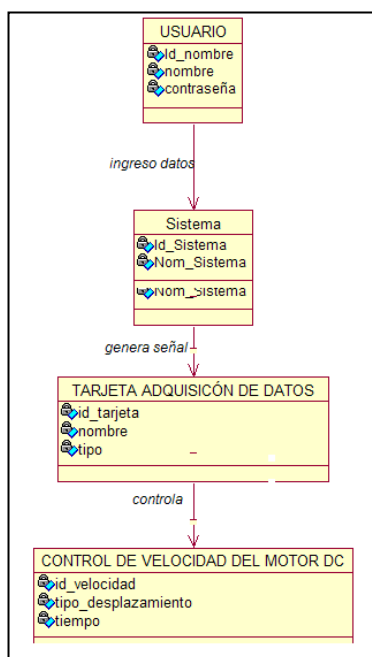 USUARIO
Id_nombre
nombre
contraseña
ingreso datos
Sistema
Id_Sistema
Nom_Sistema
Nom_Sistema
genera señal
TARJETA ADQUISICÓN DE DATOS
id_tarjeta
nombre
tipo
controla
CONTROL DE VELOCIDAD DEL MOTOR DC
id_velocidad
tipo_desplazamiento
tiempo